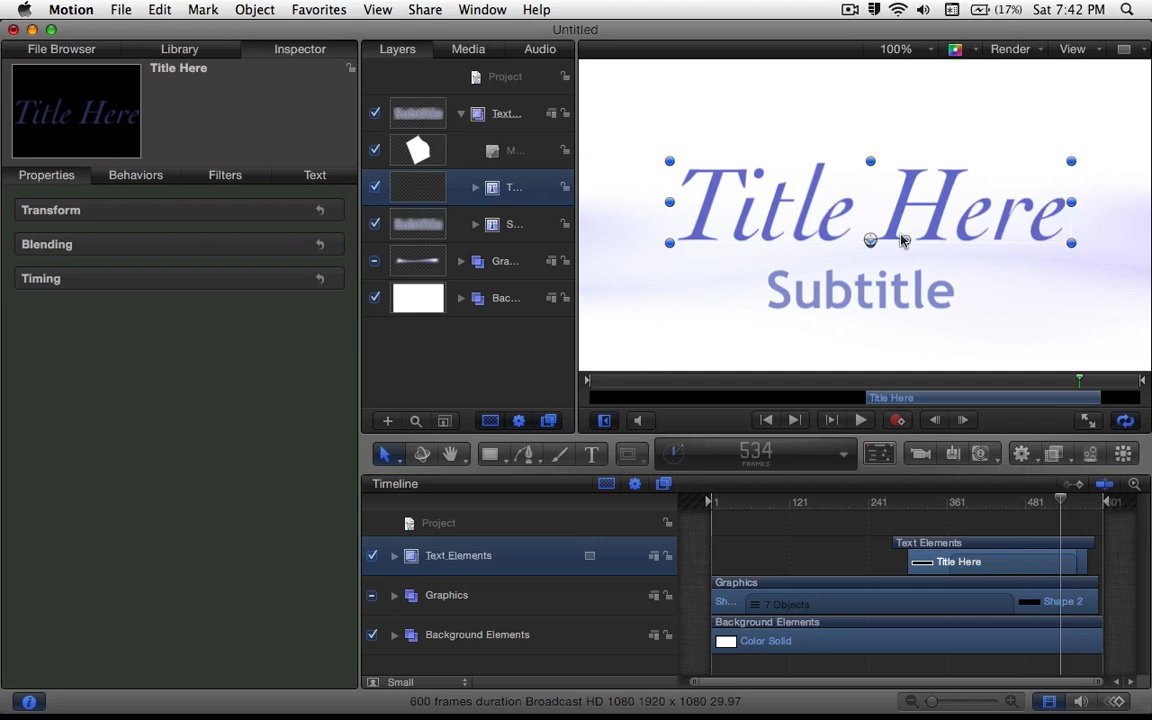 Motion File Edit Mark Object Favorites View Share Window Help (17%) Sat 7:42 PM
Untitled
File Browser Library Inspector Layers Media Audio 100% Render View
Title Here
Title Here
Project
Text...
M...
T...
S...
Gra...
Bac...
Properties Behaviors Filters Text
Transform
Blending
Timing
Title Here
Subtitle
Title Here
534
FRAMES
Timeline
1 121 241 361 481 601
Project
Text Elements
Title Here
Text Elements
Graphics
Sh... 7 Objects Shape 2
Graphics
Background Elements
Color Solid
Background Elements
Small
600 frames duration Broadcast HD 1080 1920 x 1080 29.97